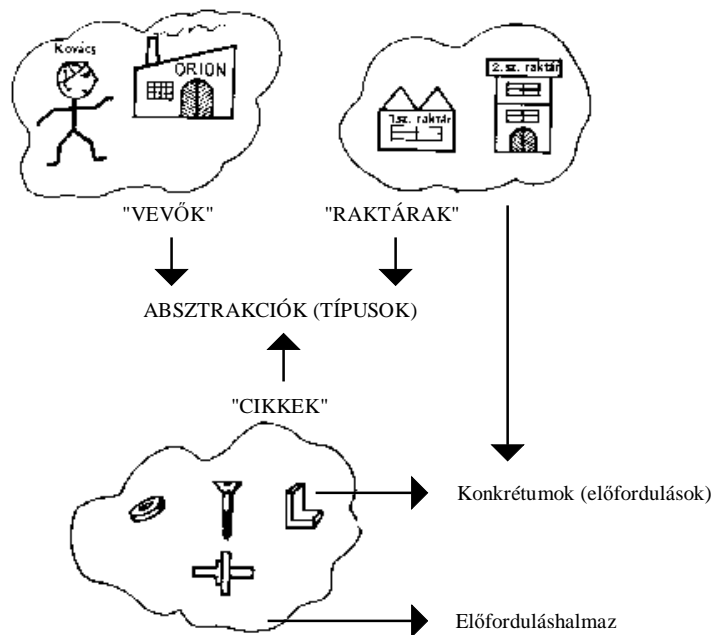 Kovács
ORION
1.sz. raktár
2.sz. raktár
"VEVŐK"
"RAKTÁRAK"
ABSZTRAKCIÓK (TÍPUSOK)
"CIKKEK"
Konkrétumok (előfordulások)
Előforduláshalmaz